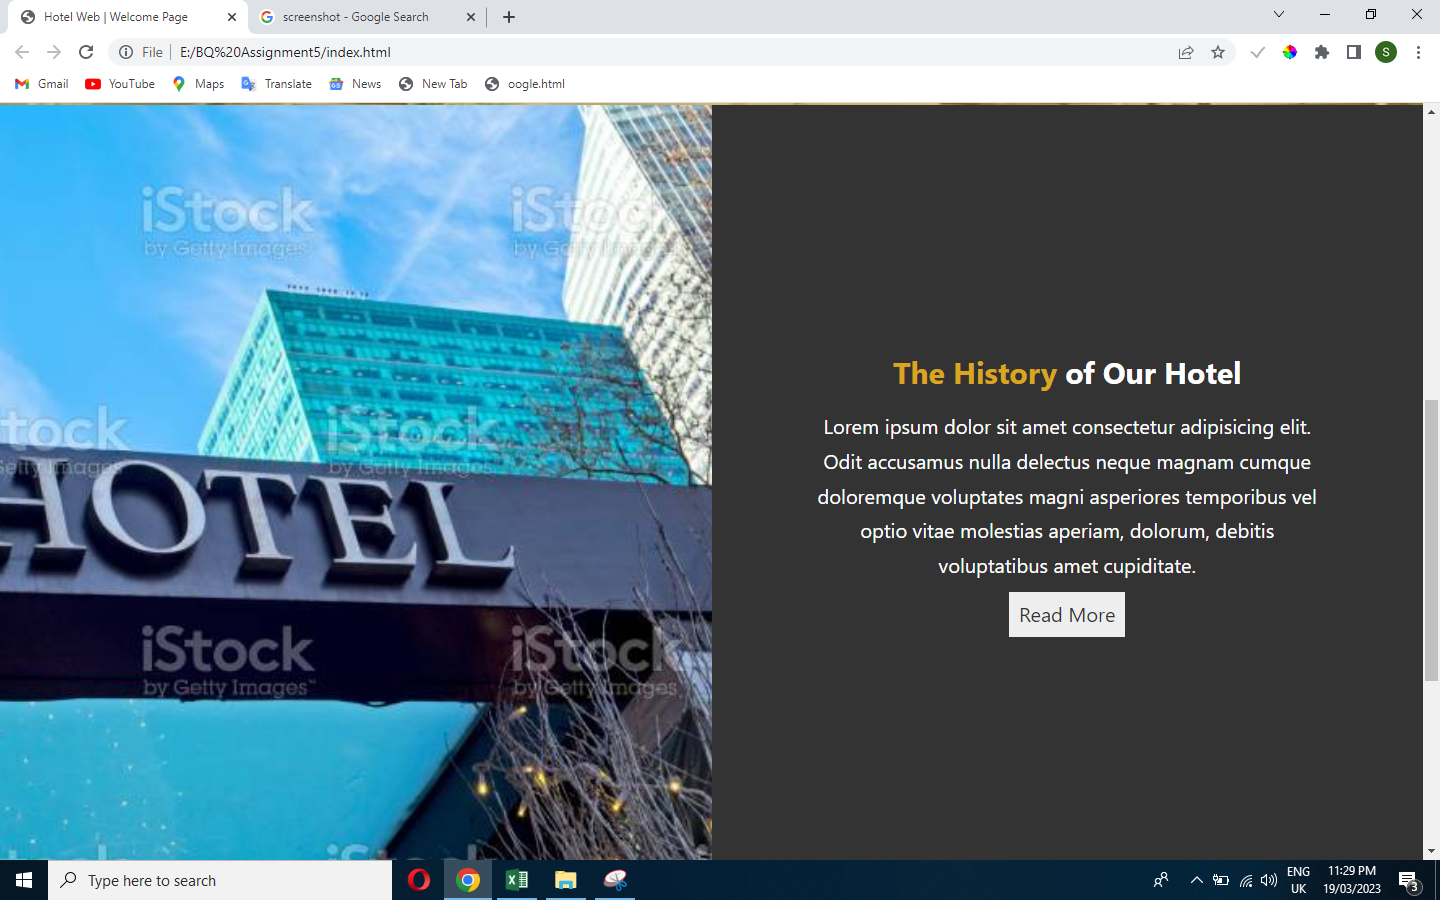 Hotel Web | Welcome Page
screenshot - Google Search
File
E:/BQ%20Assignment5/index.html
S
Gmail
YouTube
Maps
Translate
News
New Tab
oogle.html
iStock
by Getty Images
iStock
by Getty Images
The History of Our Hotel
Lorem ipsum dolor sit amet consectetur adipisicing elit.
Odit accusamus nulla delectus neque magnam cumque
doloremque voluptates magni asperiores temporibus vel
optio vitae molestias aperiam, dolorum, debitis
voluptatibus amet cupiditate.
Read More
tock
Getty Images
iStock
by Getty Images
HOTEL
iStock
by Getty Images™
iStock
by Getty Images
tock
iStock
Type here to search
ENG
UK
11:29 PM
19/03/2023
3